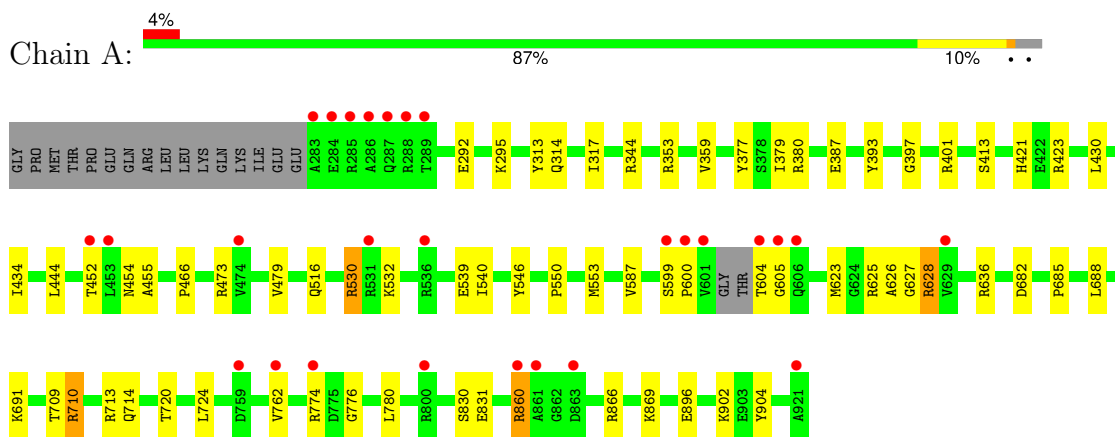 4%
Chain A:
87% 10% • •
GLY PRO MET THR PRO GLU GLN ARG LEU LEU LYS GLN LYS ILE GLU GLU A283 E284 R285 A286 Q287 R288 T289 E292 K295 Y313 Q314 I317 R344 R353 V359 Y377 S378 I379 R380 E387 Y393 G397 R401 S413 H421 E422 R423 L430
I434 L444 T452 L453 N454 A455 P466 R473 V474 V479 Q516 R530 R531 K532 R536 E539 I540 Y546 P550 M553 V587 S599 P600 V601 GLY THR T604 G605 Q606 M623 G624 R625 A626 G627 R628 V629 R636 D682 P685 L688
K691 T709 R710 R713 Q714 T720 L724 D759 V762 R774 D775 G776 L780 R800 S830 E831 R860 A861 G862 D863 R866 K869 E896 K902 E903 Y904 A921